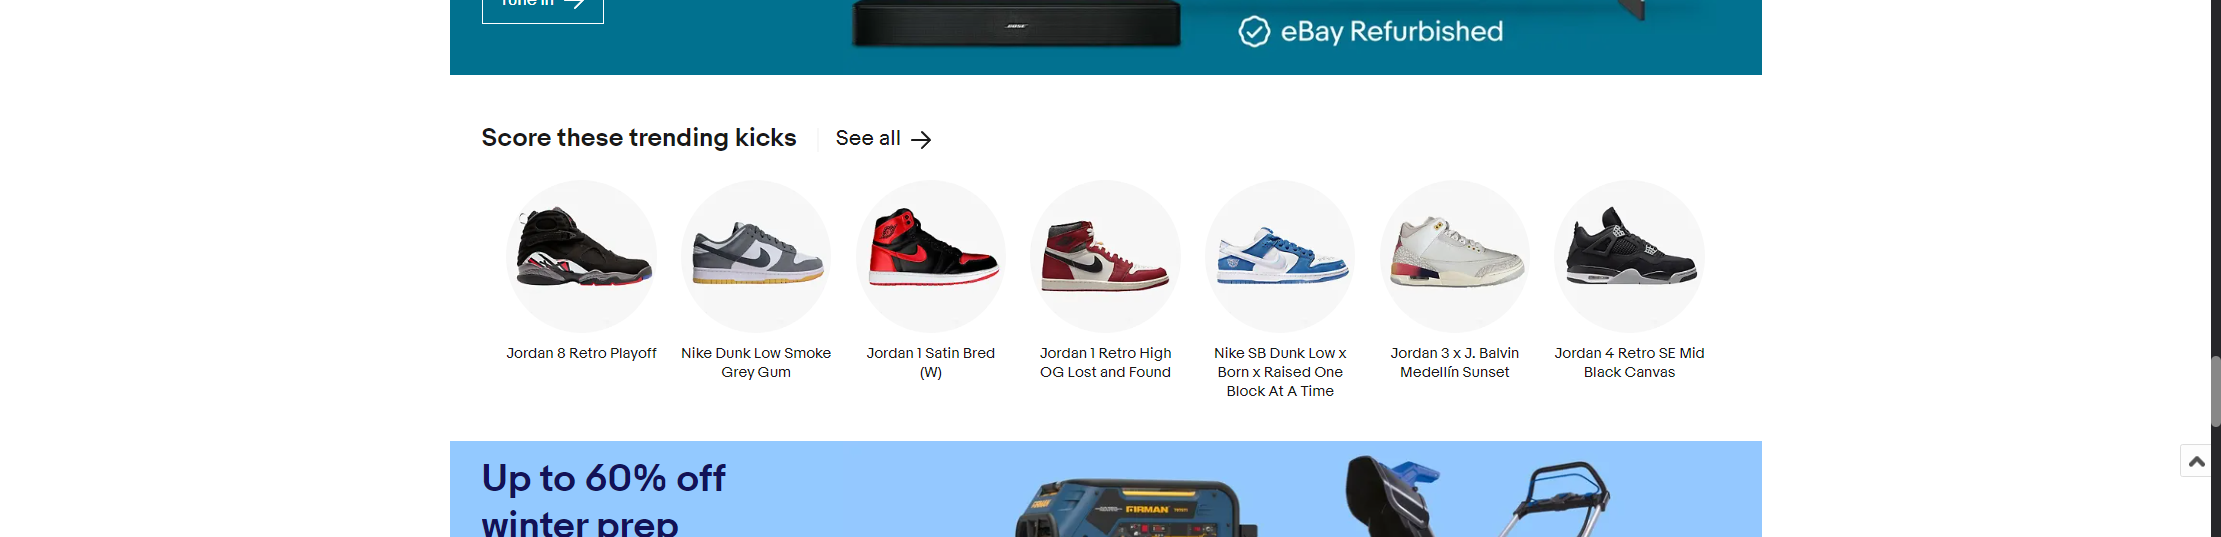 Tune in
BOSE
eBay Refurbished
Score these trending kicks
See all
Jordan 8 Retro Playoff
Nike Dunk Low Smoke
Grey Gum
Jordan 1 Satin Bred
(W)
Jordan 1 Retro High
OG Lost and Found
Nike SB Dunk Low x
Born x Raised One
Block At A Time
Jordan 3 x J. Balvin
Medellín Sunset
Jordan 4 Retro SE Mid
Black Canvas
Up to 60% off
winter prep
FIRMAN